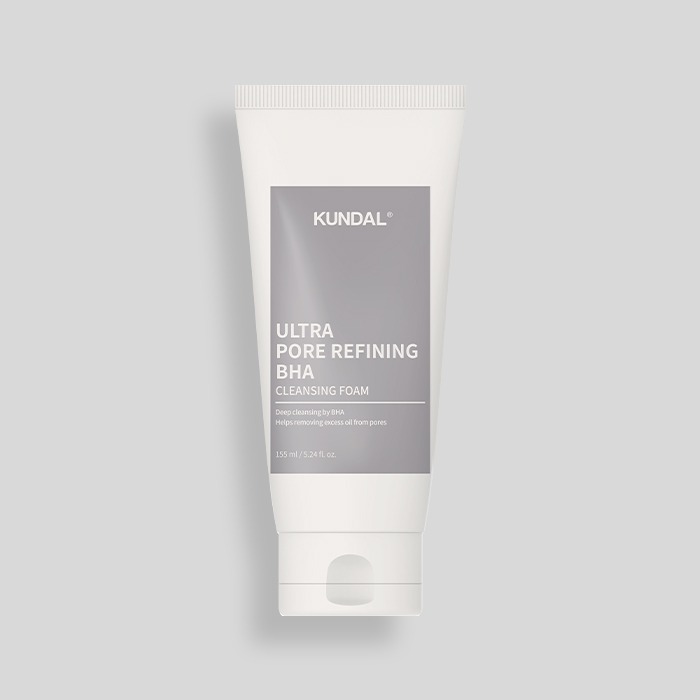 KUNDAL®
ULTRA
PORE REFINING
BHA
CLEANSING FOAM
Deep cleansing by BHA
Helps removing excess oil from pores
155 ml / 5.24 fl. oz.